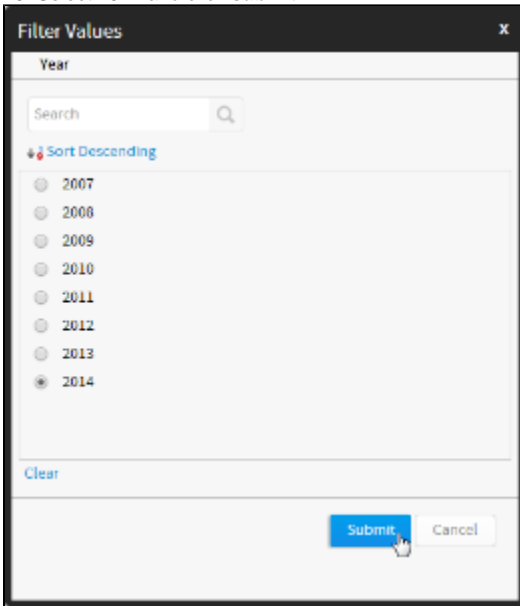 Filter Values x
Year
Search
Sort Descending
2007
2008
2009
2010
2011
2012
2013
2014
Clear
Submit Cancel